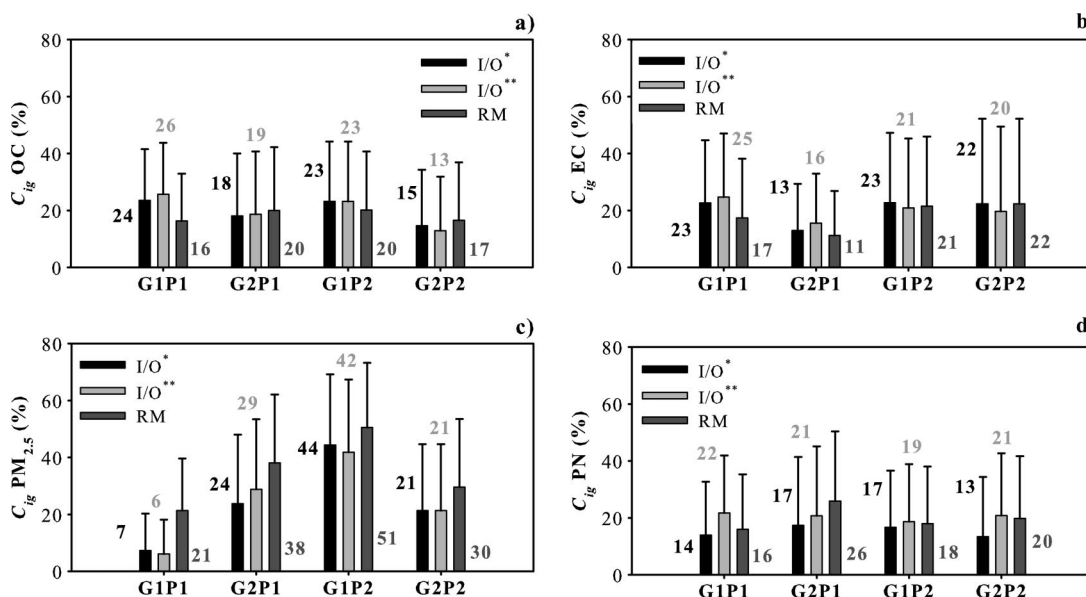 a)
C_ig OC (%)
80
60
40
20
0
I/O*
I/O**
RM
24 26 16
18 19 20
23 23 20
15 13 17
G1P1 G2P1 G1P2 G2P2
b)
C_ig EC (%)
80
60
40
20
0
I/O*
I/O**
RM
23 25 17
13 16 11
23 21 21
22 20 22
G1P1 G2P1 G1P2 G2P2
c)
C_ig PM2.5 (%)
80
60
40
20
0
I/O*
I/O**
RM
7 6 21
24 29 38
44 42 51
21 21 30
G1P1 G2P1 G1P2 G2P2
d)
C_ig PN (%)
80
60
40
20
0
I/O*
I/O**
RM
14 22 16
17 21 26
17 19 18
13 21 20
G1P1 G2P1 G1P2 G2P2